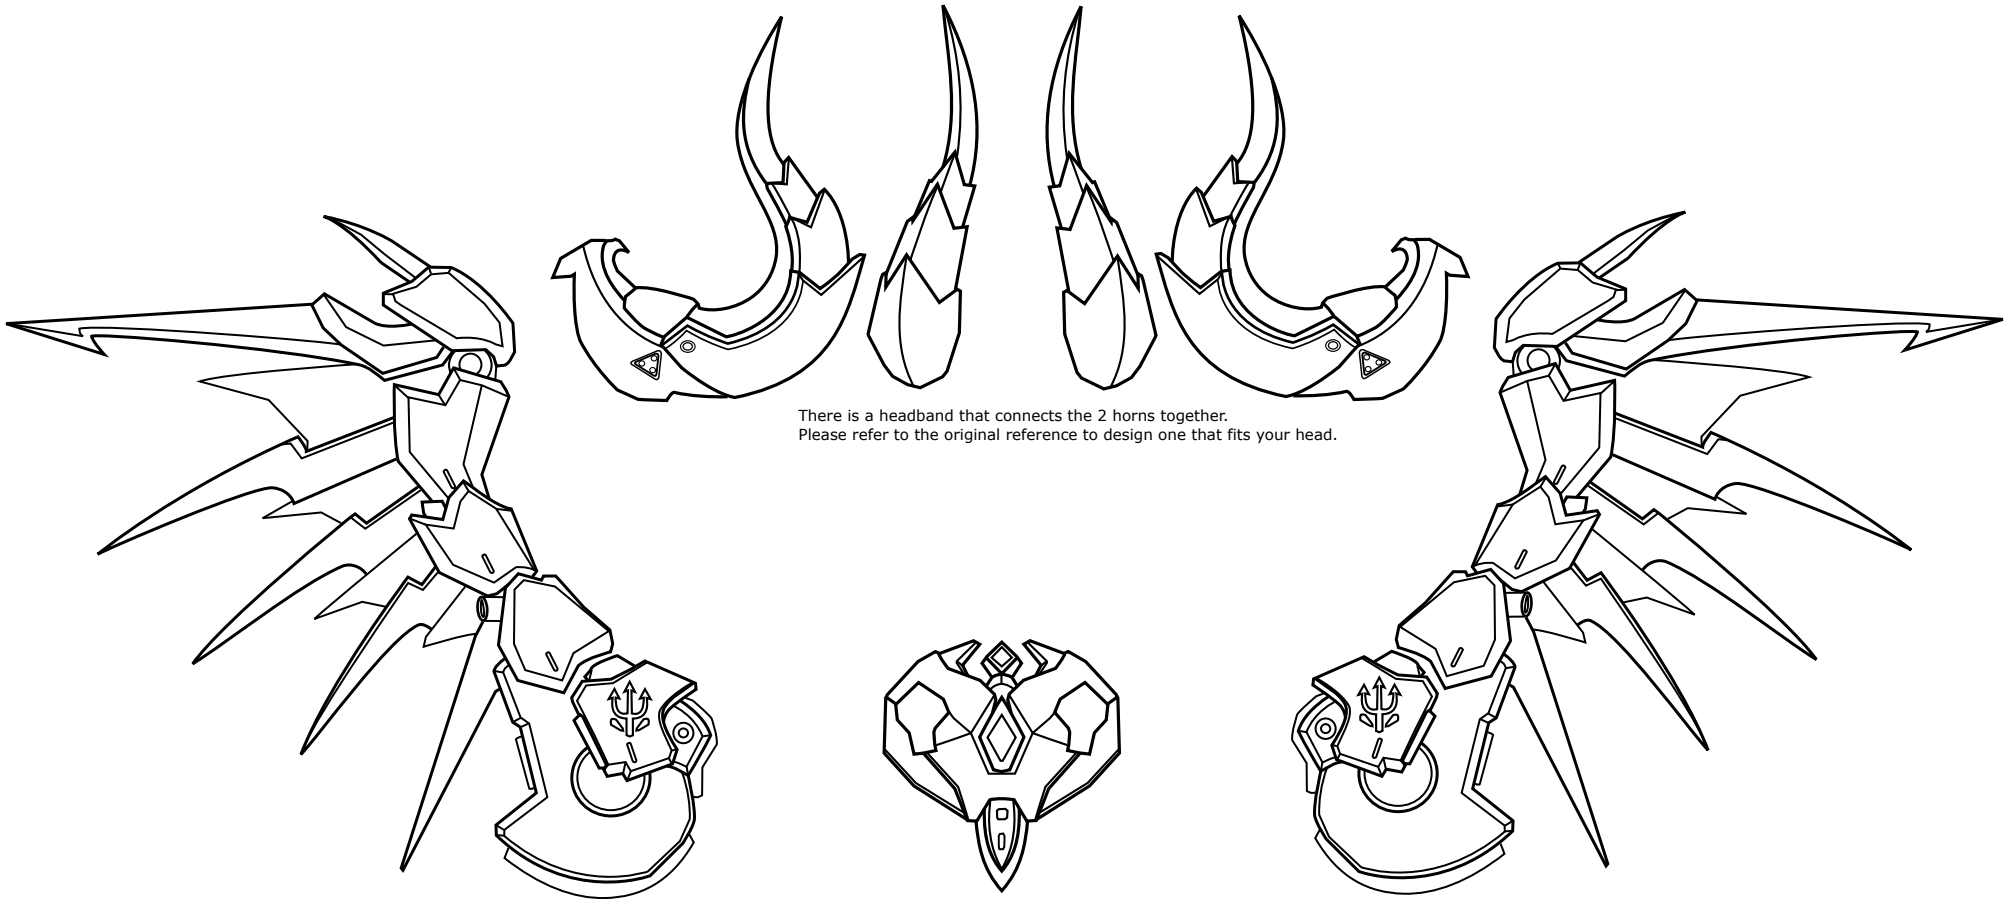 There is a headband that connects the 2 horns together.
Please refer to the original reference to design one that fits your head.